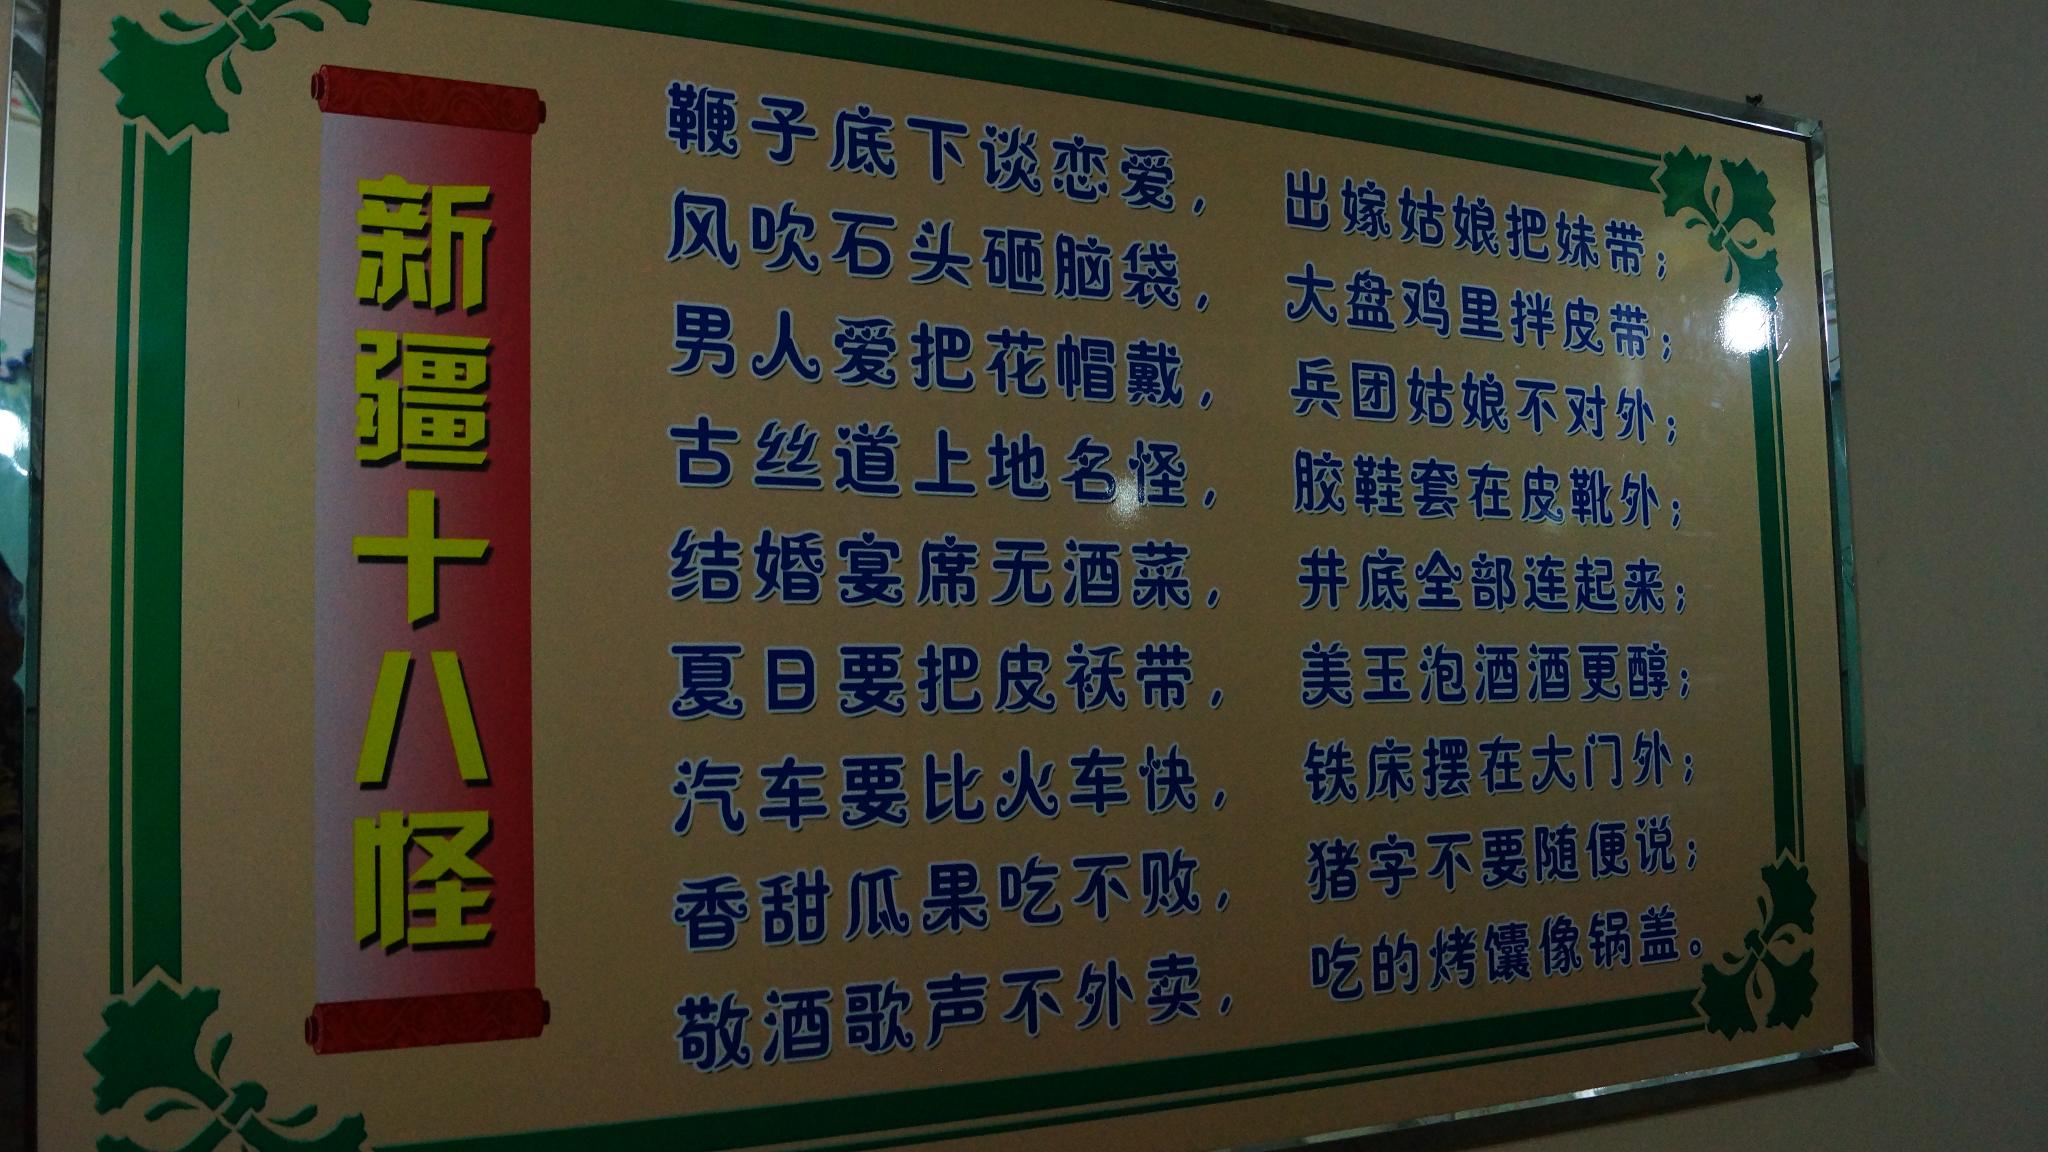 新疆十八怪
鞭子底下谈恋爱，出嫁姑娘把妹带；
风吹石头砸脑袋，大盘鸡里拌皮带；
男人爱把花帽戴，兵团姑娘不对外；
古丝道上地名怪，胶鞋套在皮靴外；
结婚宴席无酒菜，井底全部连起来；
夏日要把皮袄带，美玉泡酒酒更醇；
汽车要比火车快，铁床摆在大门外；
香甜瓜果吃不败，猪字不要随便说；
敬酒歌声不外卖，吃的烤馕像锅盖。